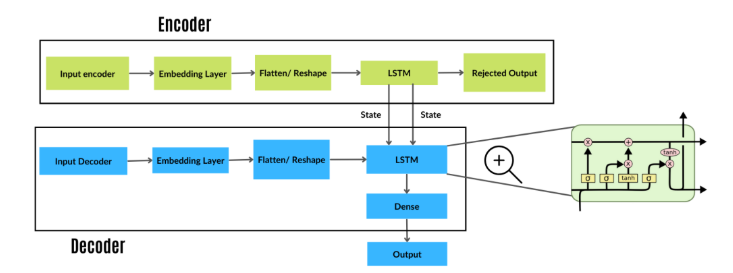 Encoder
Input encoder
Embedding Layer
Flatten/ Reshape
LSTM
Rejected Output
State
State
Input Decoder
Embedding Layer
Flatten/ Reshape
LSTM
Dense
Output
Decoder
x
+
tanh
x
x
σ
σ
tanh
σ